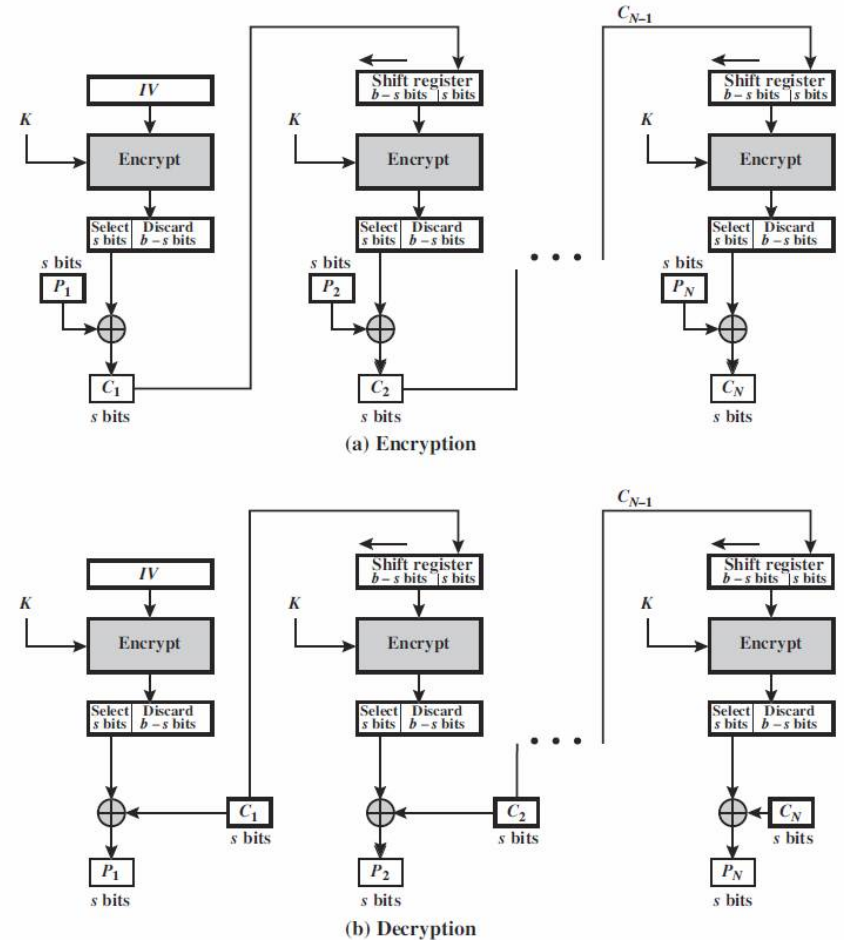 C_{N–1}
IV
Shift register
b – s bits | s bits
Shift register
b – s bits | s bits
K
K
K
Encrypt
Encrypt
Encrypt
Select
s bits
Discard
b – s bits
Select
s bits
Discard
b – s bits
Select
s bits
Discard
b – s bits
• • •
s bits
s bits
s bits
P_1
P_2
P_N
C_1
C_2
C_N
s bits
s bits
s bits
(a) Encryption
C_{N–1}
IV
Shift register
b – s bits | s bits
Shift register
b – s bits | s bits
K
K
K
Encrypt
Encrypt
Encrypt
Select
s bits
Discard
b – s bits
Select
s bits
Discard
b – s bits
Select
s bits
Discard
b – s bits
• • •
C_1
C_2
C_N
s bits
s bits
s bits
P_1
P_2
P_N
s bits
s bits
s bits
(b) Decryption